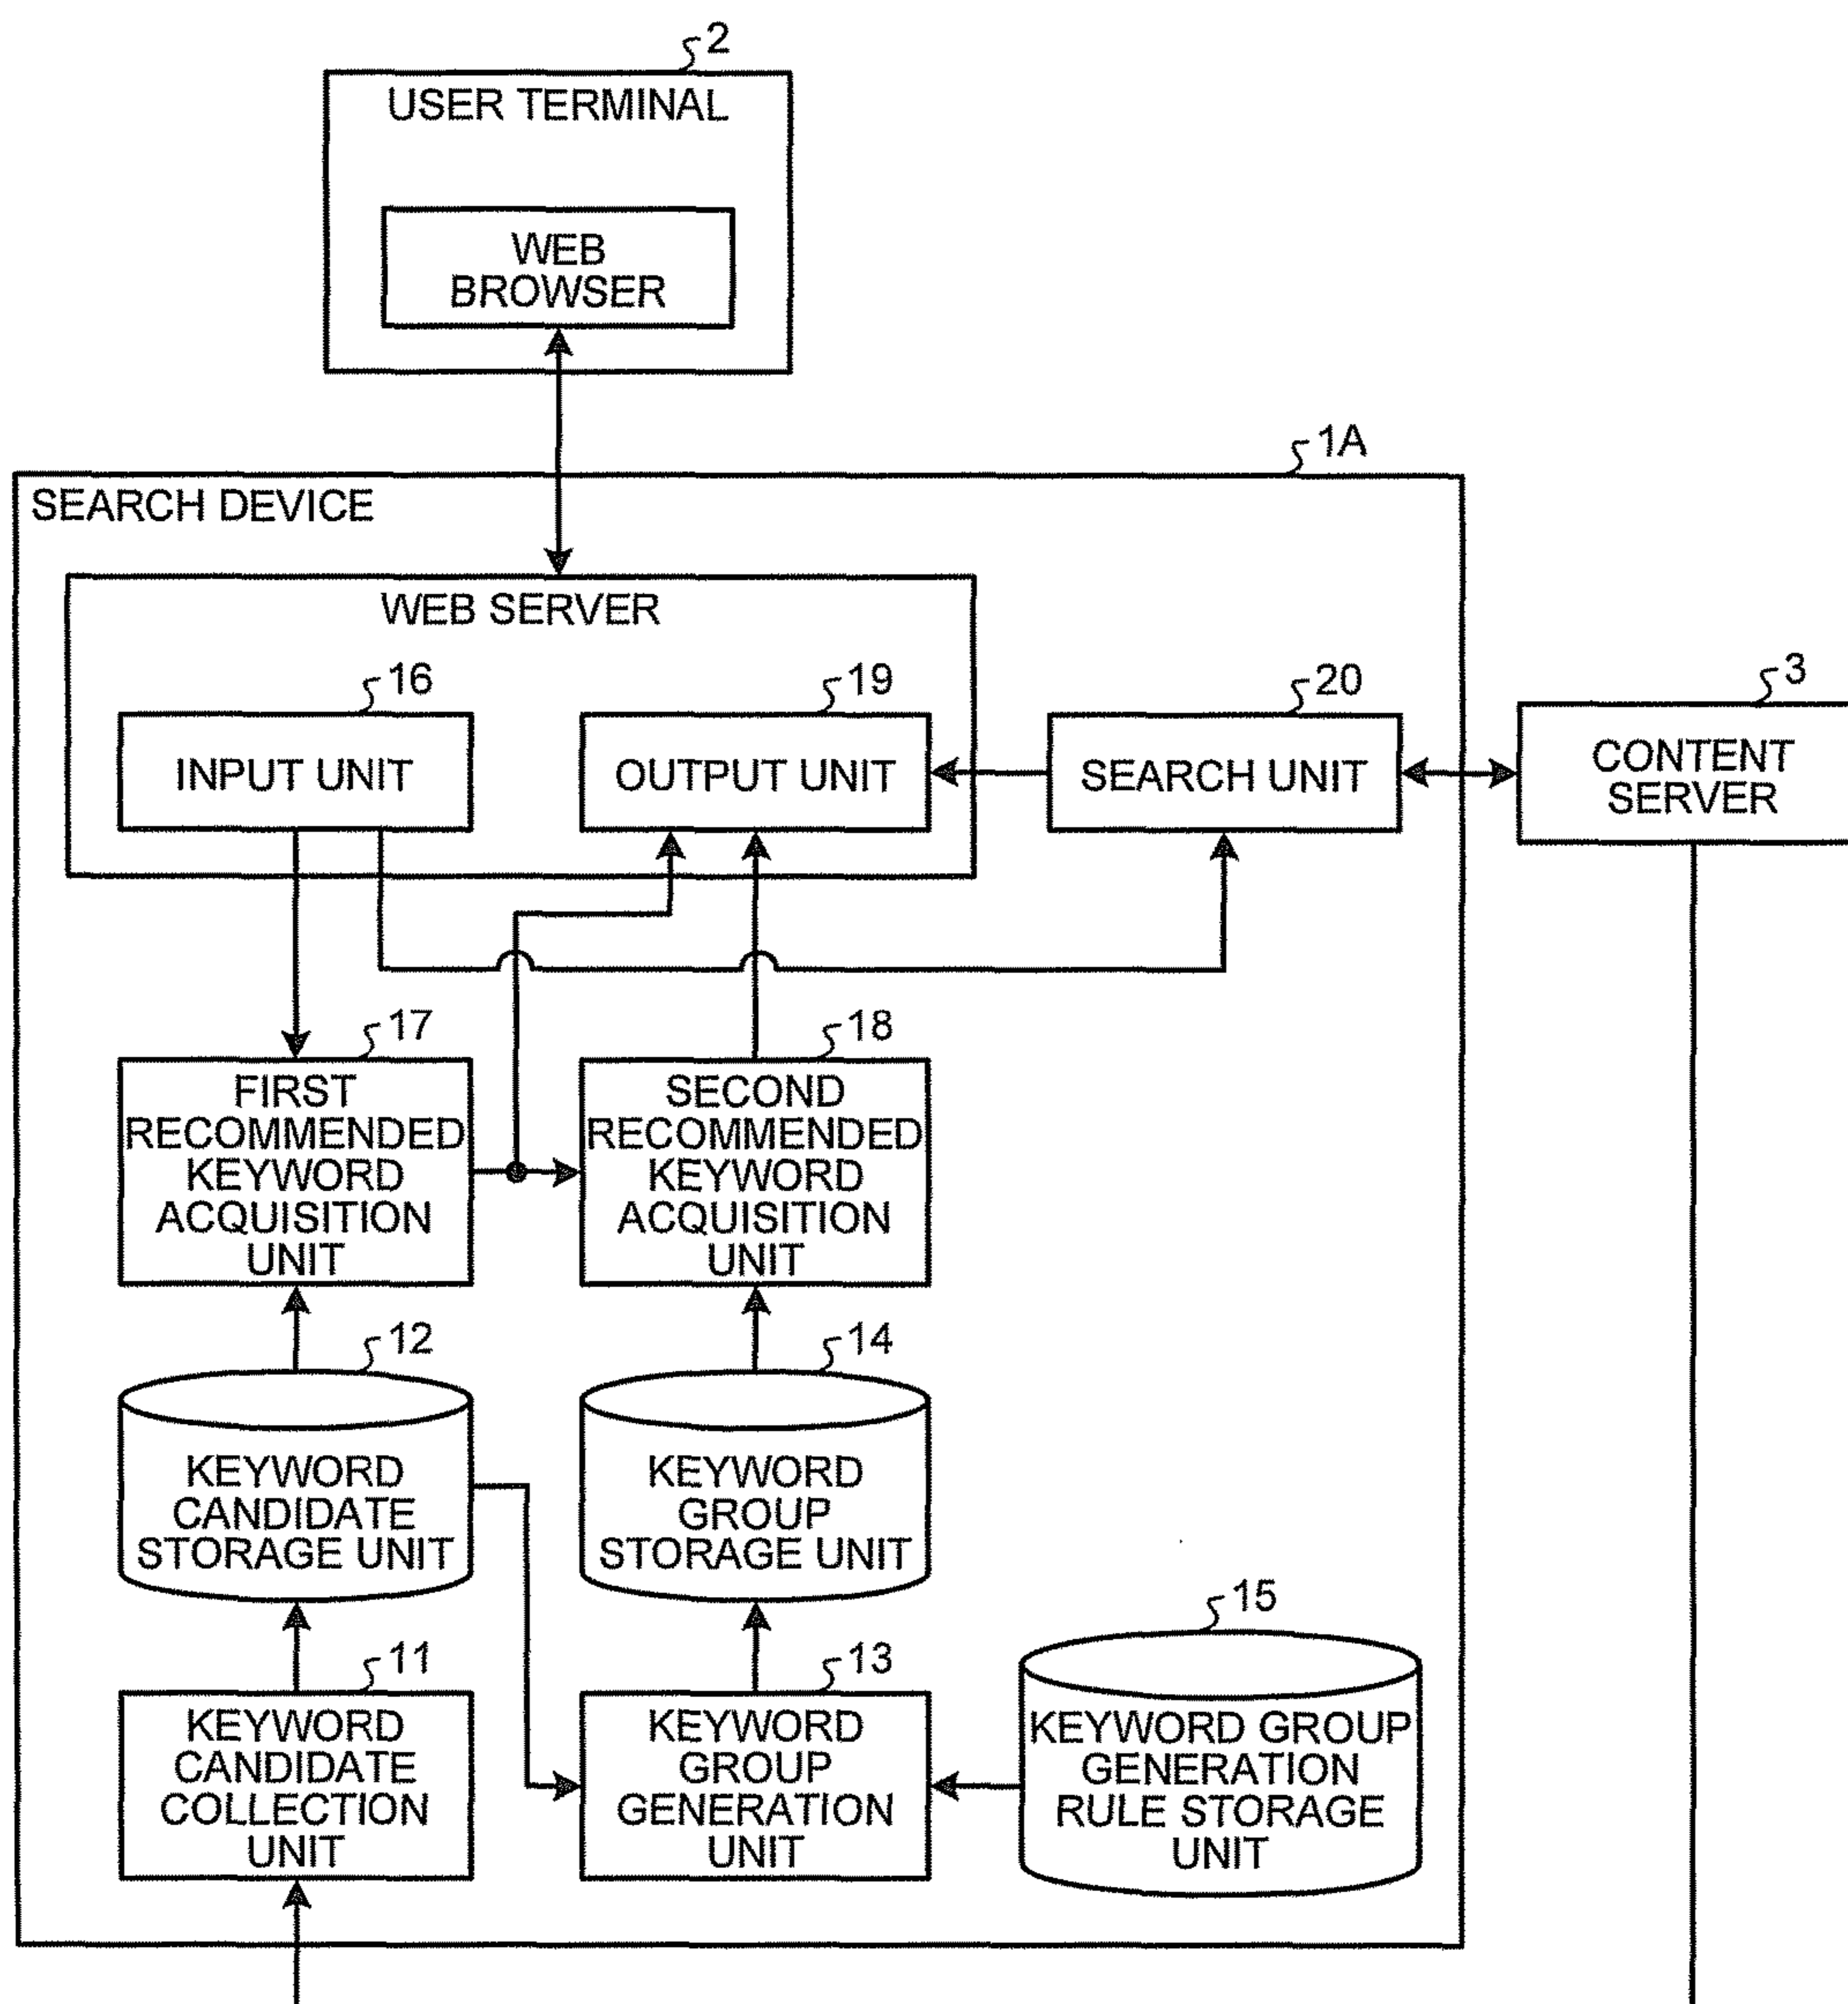 2
USER TERMINAL
WEB
BROWSER
1A
SEARCH DEVICE
WEB SERVER
16
19
20
3
INPUT UNIT
OUTPUT UNIT
SEARCH UNIT
CONTENT
SERVER
17
18
FIRST
RECOMMENDED
KEYWORD
ACQUISITION
UNIT
SECOND
RECOMMENDED
KEYWORD
ACQUISITION
UNIT
12
14
KEYWORD
CANDIDATE
STORAGE UNIT
KEYWORD
GROUP
STORAGE UNIT
15
11
13
KEYWORD
CANDIDATE
COLLECTION
UNIT
KEYWORD
GROUP
GENERATION
UNIT
KEYWORD GROUP
GENERATION
RULE STORAGE
UNIT